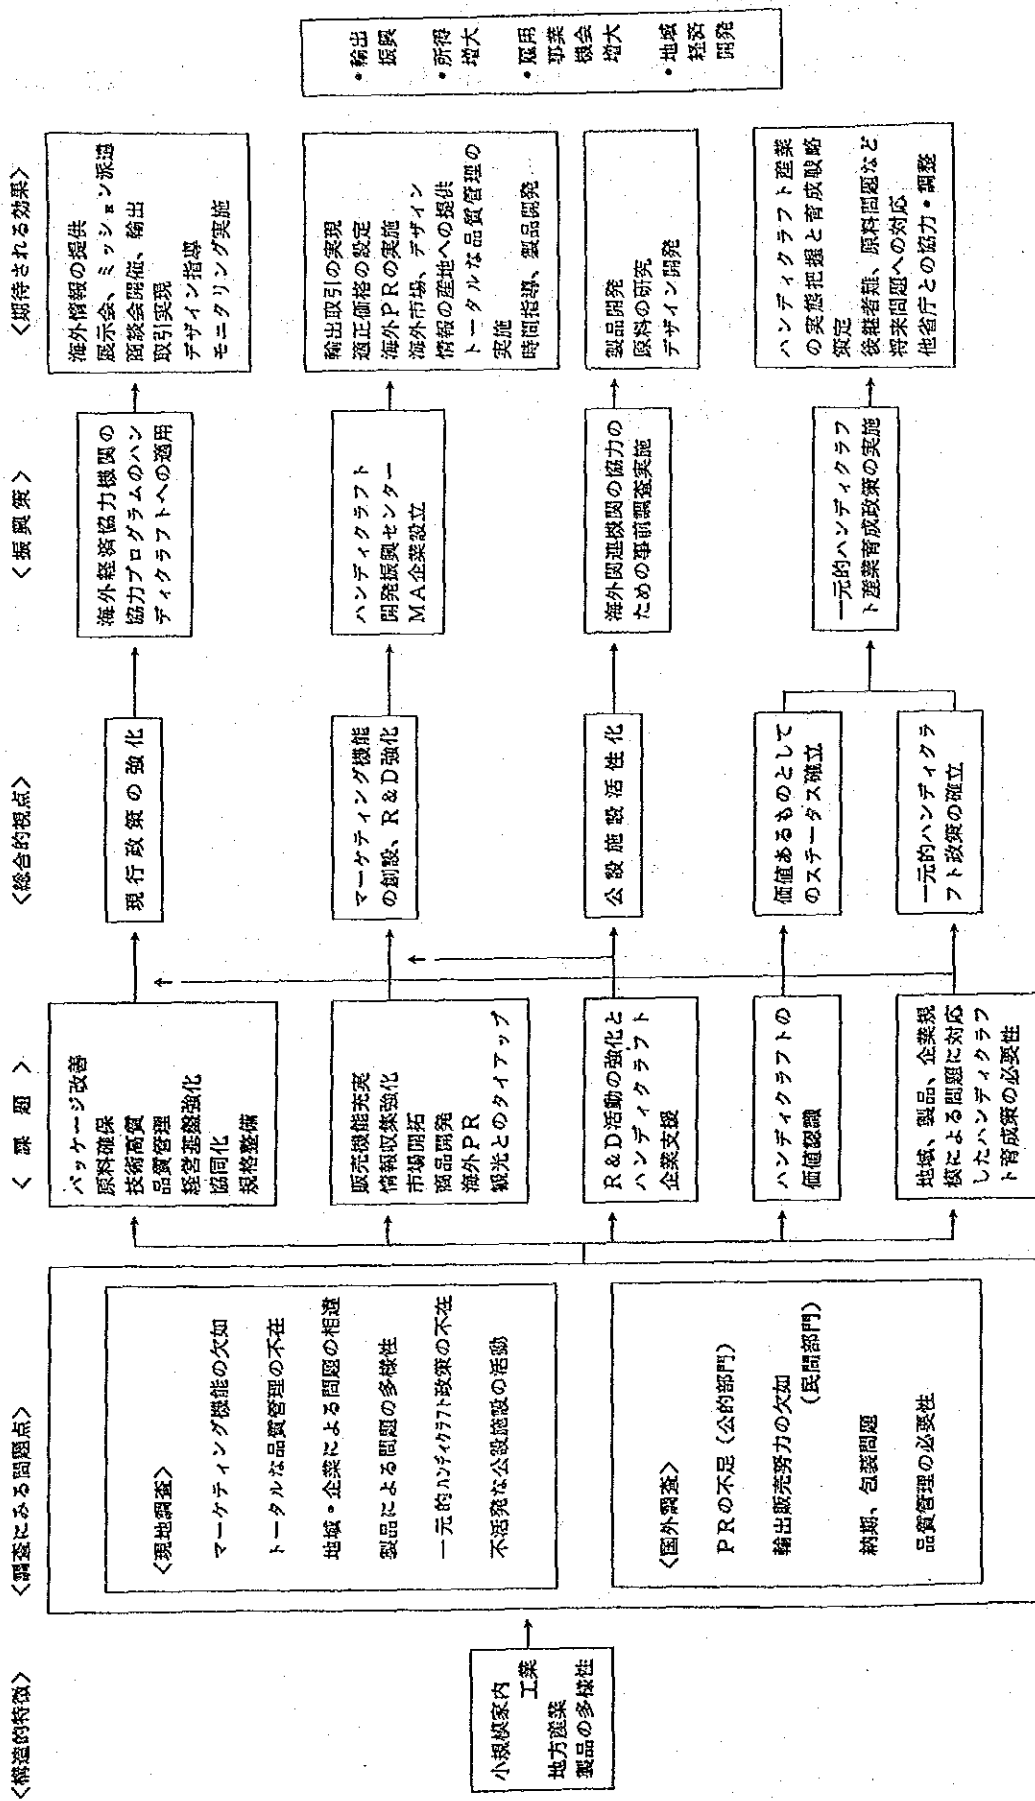 <構造的特徴>
小規模家内
工業
地方産業
製品の多様性
<調査にみる問題点>
<現地調査>
マーケティング機能の欠如
トータルな品質管理の不在
地域・企業による問題の相違
製品による問題の多様性
一元的ハンディクラフト政策の不在
不活発な公設施設の活動
<国外調査>
PRの不足(公的部門)
輸出販売努力の欠如
(民間部門)
納期、包装問題
品質管理の必要性
<課題>
パッケージ改善
原料確保
技術高質
品質管理
経営基盤強化
協同化
規格整備
販売機能充実
情報収集強化
市場開拓
商品開発
海外PR
観光とのタイアップ
R&D活動の強化と
ハンディクラフト
企業支援
ハンディクラフトの
価値認識
地域、製品、企業規
模による問題に対応
したハンディクラフ
ト育成策の必要性
<総合的視点>
現行政策の強化
マーケティング機能
の創設、R&D強化
公設施設活性化
価値あるものとして
のステータス確立
一元的ハンディクラ
フト政策の確立
<振興策>
海外経済協力機関の
協力プログラムのハン
ディクラフトへの適用
ハンディクラフト
開発振興センター
MA企業設立
海外関連機関の協力の
ための事前調査実施
一元的ハンディクラフ
ト産業育成政策の実施
<期待される効果>
海外情報の提供
展示会、ミッション派遣
商談会開催、輸出
取引実現
デザイン指導
モニタリング実施
輸出取引の実現
適正価格の設定
海外PRの実施
海外市場、デザイン
情報の産地への提供
トータルな品質管理の
実施
時間指導、製品開発
製品開発
原料の研究
デザイン開発
ハンディクラフト産業
の実態把握と育成戦略
策定
後継者難、原料問題など
将来問題への対応
他省庁との協力・調整
・輸出
振興
・所得
増大
・雇用
事業
機会
増大
・地域
経済
開発